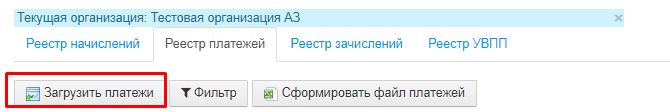 Текущая организация: Тестовая организация АЗ ×
Реестр начислений Реестр платежей Реестр зачислений Реестр УВПП
Загрузить платежи Фильтр Сформировать файл платежей